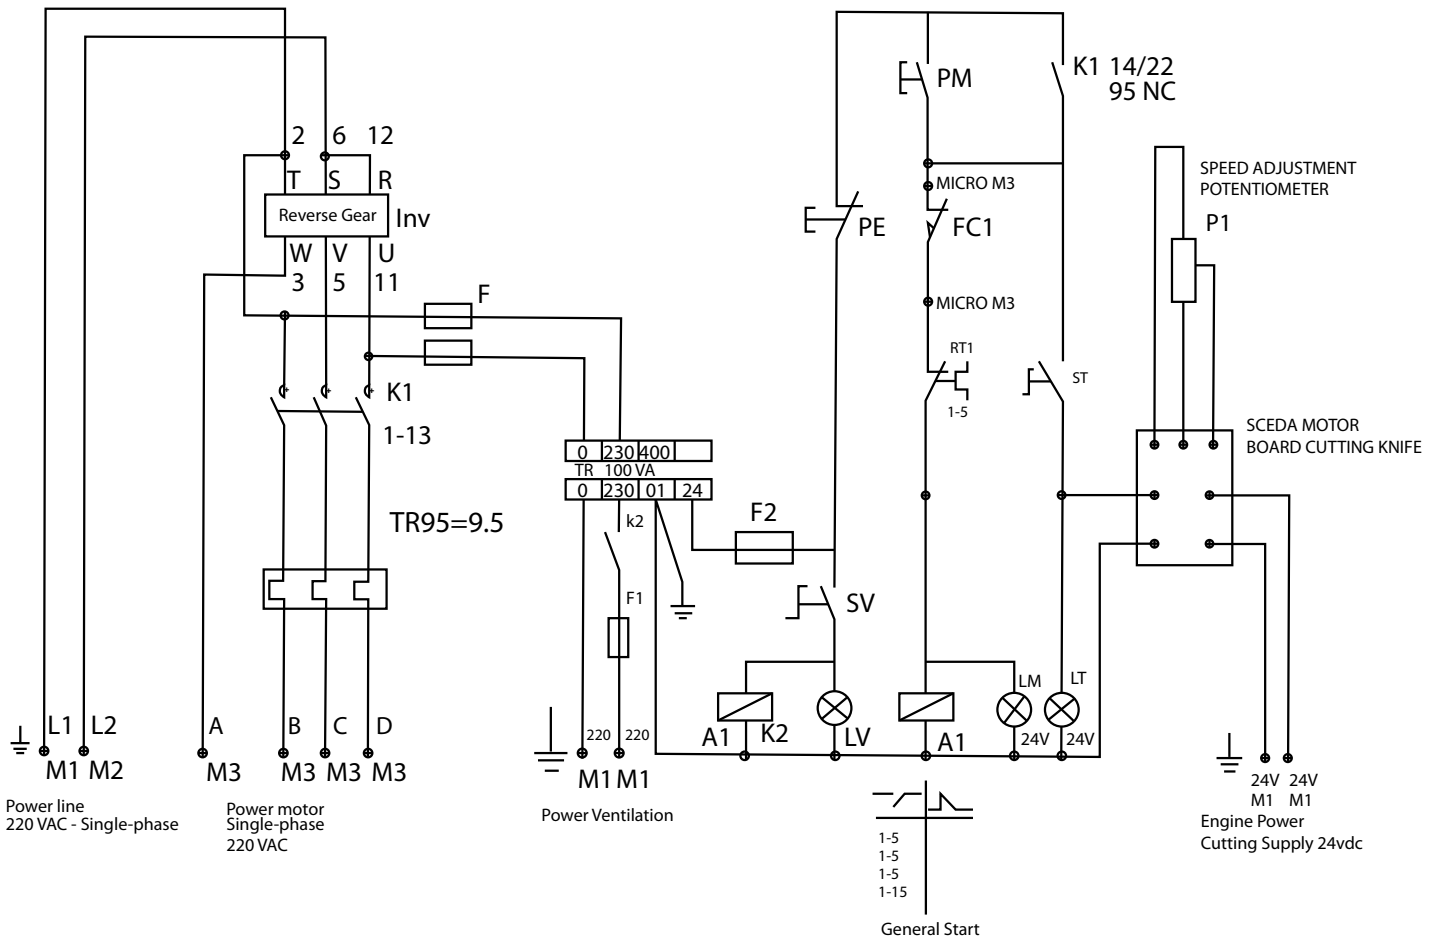 2 6 12
T S R
Reverse Gear Inv
W V U
3 5 11
F
K1
1-13
TR95=9.5
0 230 400
TR 100 VA
0 230 01 24
k2
F1
F2
PM
K1 14/22
95 NC
MICRO M3
PE
FC1
MICRO M3
RT1
1-5
ST
SV
SPEED ADJUSTMENT
POTENTIOMETER
P1
SCEDA MOTOR
BOARD CUTTING KNIFE
L1 L2
M1 M2
Power line
220 VAC - Single-phase
A B C D
M3 M3 M3 M3
Power motor
Single-phase
220 VAC
220 220
M1 M1
Power Ventilation
A1 K2 LV
A1
LM LT
24V 24V
1-5
1-5
1-5
1-15
General Start
24V 24V
M1 M1
Engine Power
Cutting Supply 24vdc